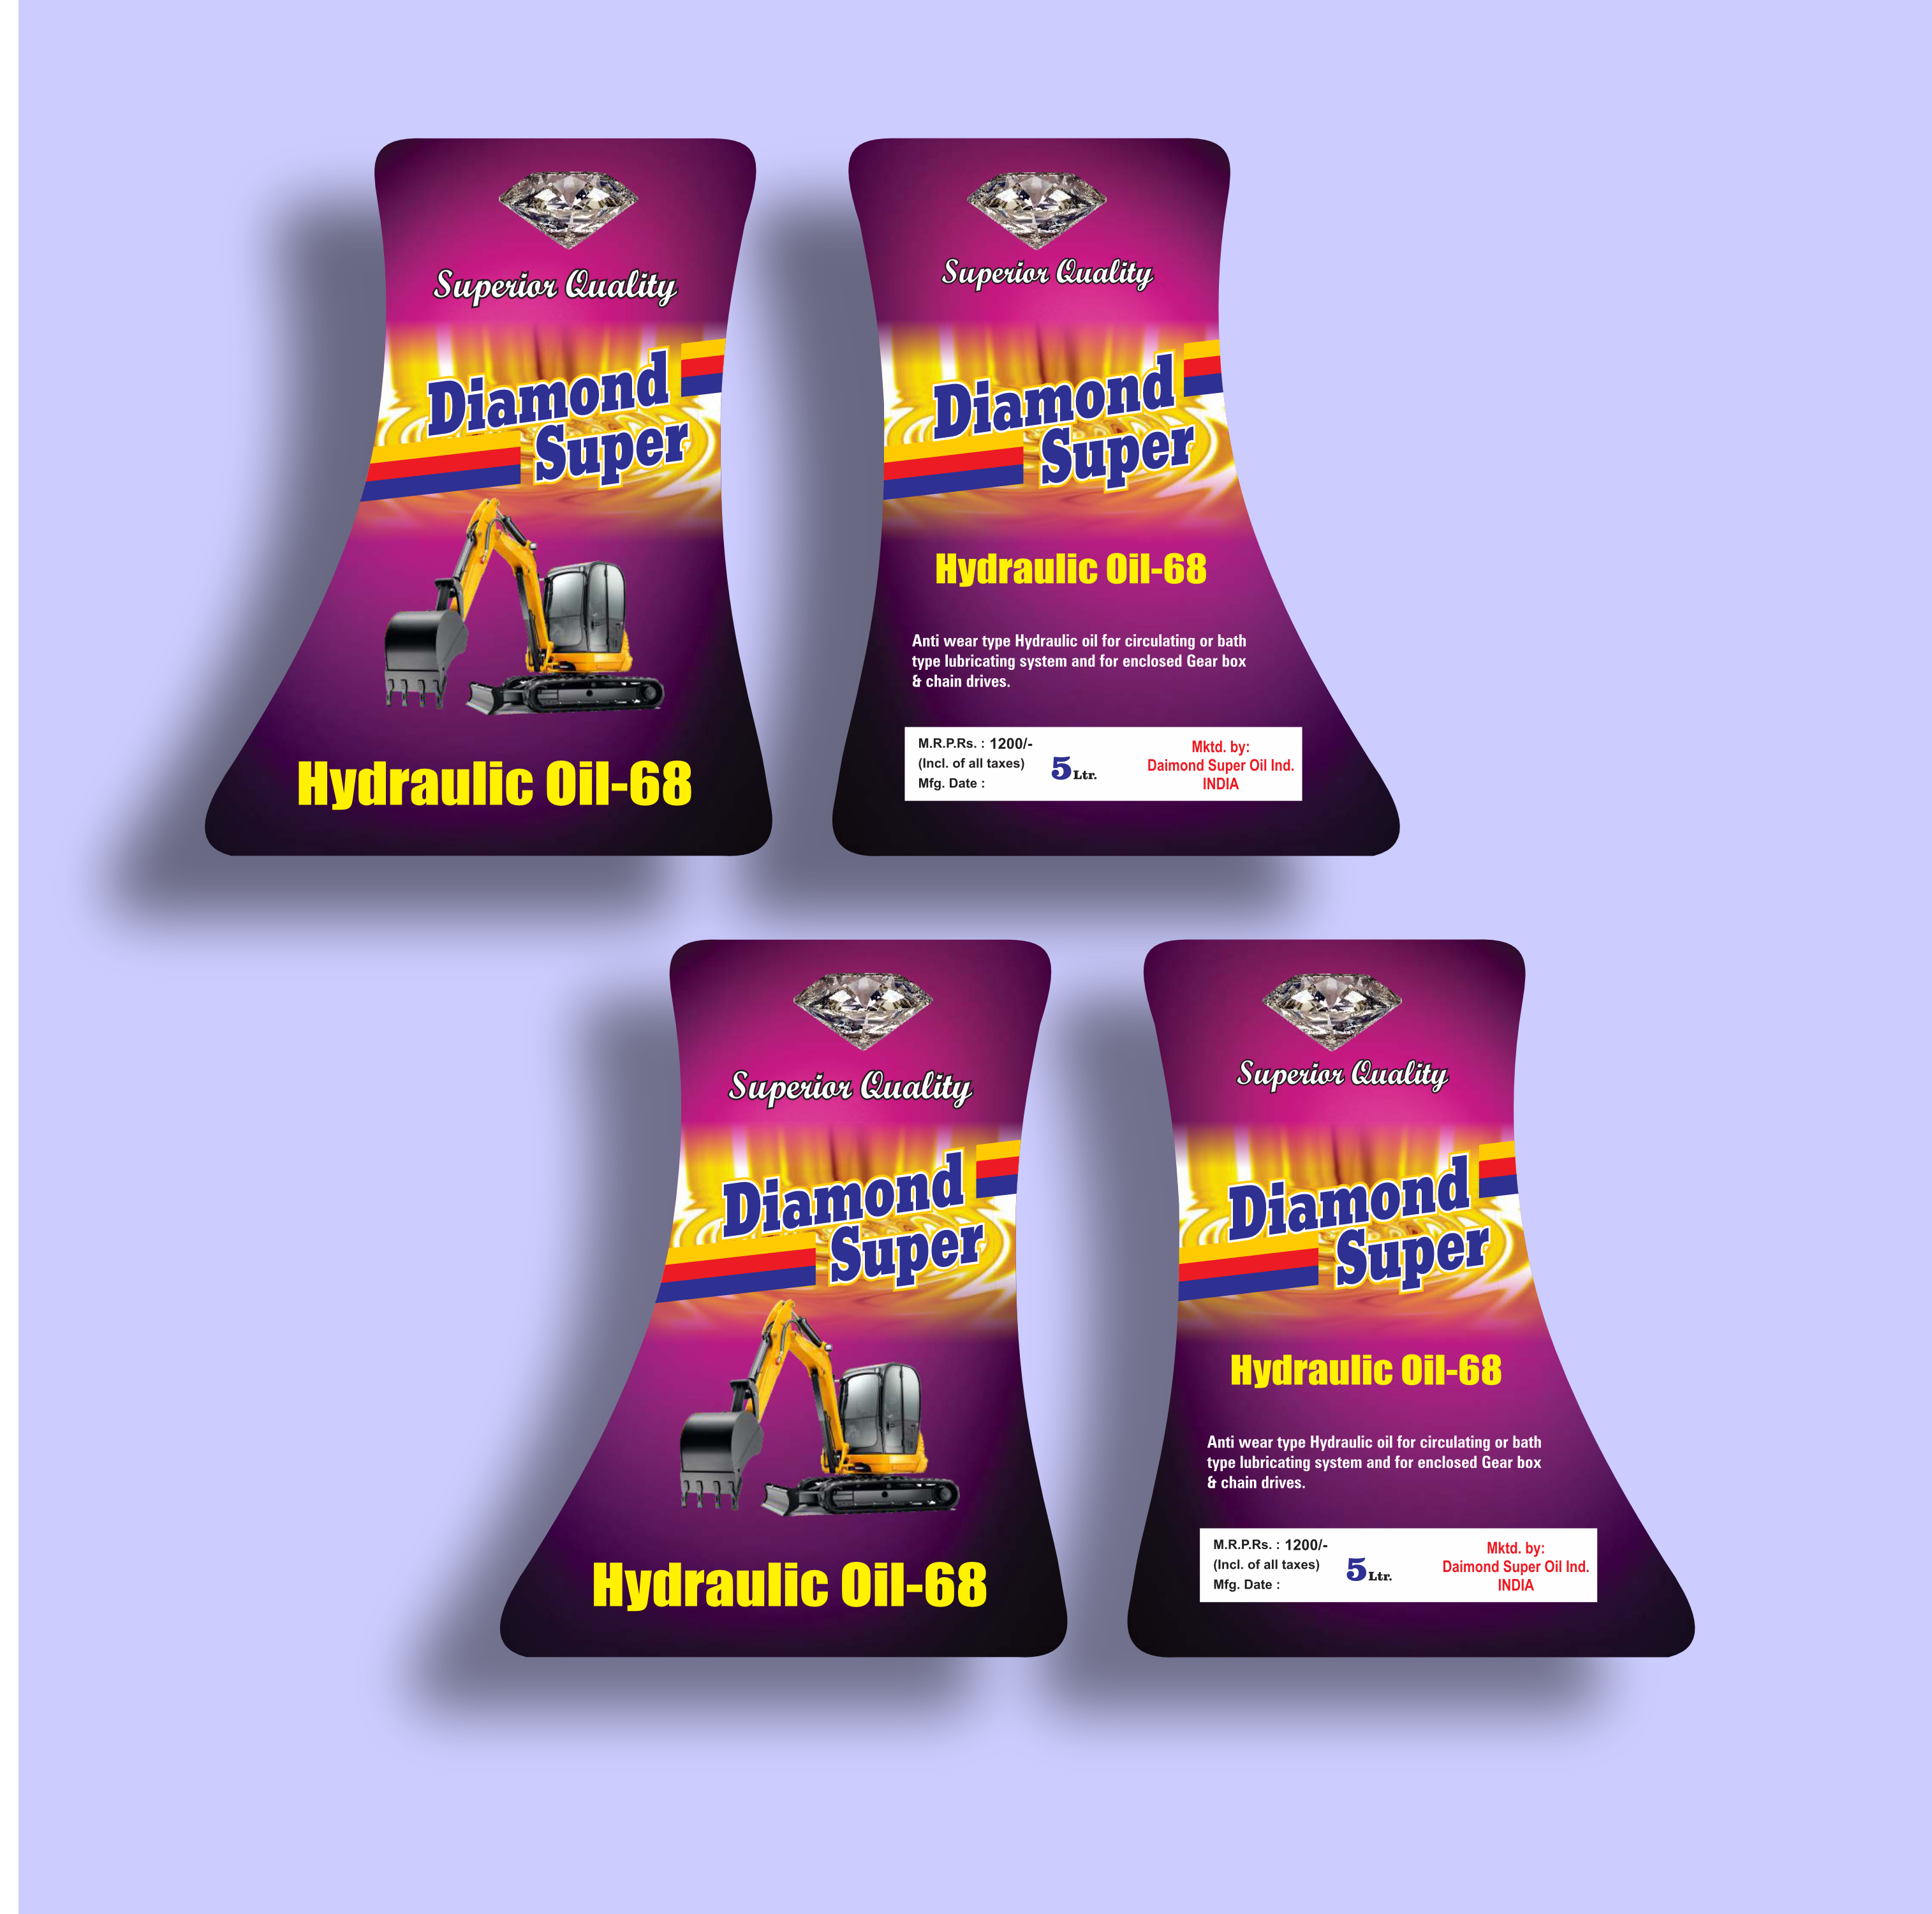 Superior Quality
Diamond
Super
Hydraulic Oil-68
Superior Quality
Diamond
Super
Hydraulic Oil-68
Anti wear type Hydraulic oil for circulating or bath
type lubricating system and for enclosed Gear box
& chain drives.
M.R.P.Rs. : 1200/-
(Incl. of all taxes)
Mfg. Date :
5 Ltr.
Mktd. by:
Daimond Super Oil Ind.
INDIA
Superior Quality
Diamond
Super
Hydraulic Oil-68
Superior Quality
Diamond
Super
Hydraulic Oil-68
Anti wear type Hydraulic oil for circulating or bath
type lubricating system and for enclosed Gear box
& chain drives.
M.R.P.Rs. : 1200/-
(Incl. of all taxes)
Mfg. Date :
5 Ltr.
Mktd. by:
Daimond Super Oil Ind.
INDIA